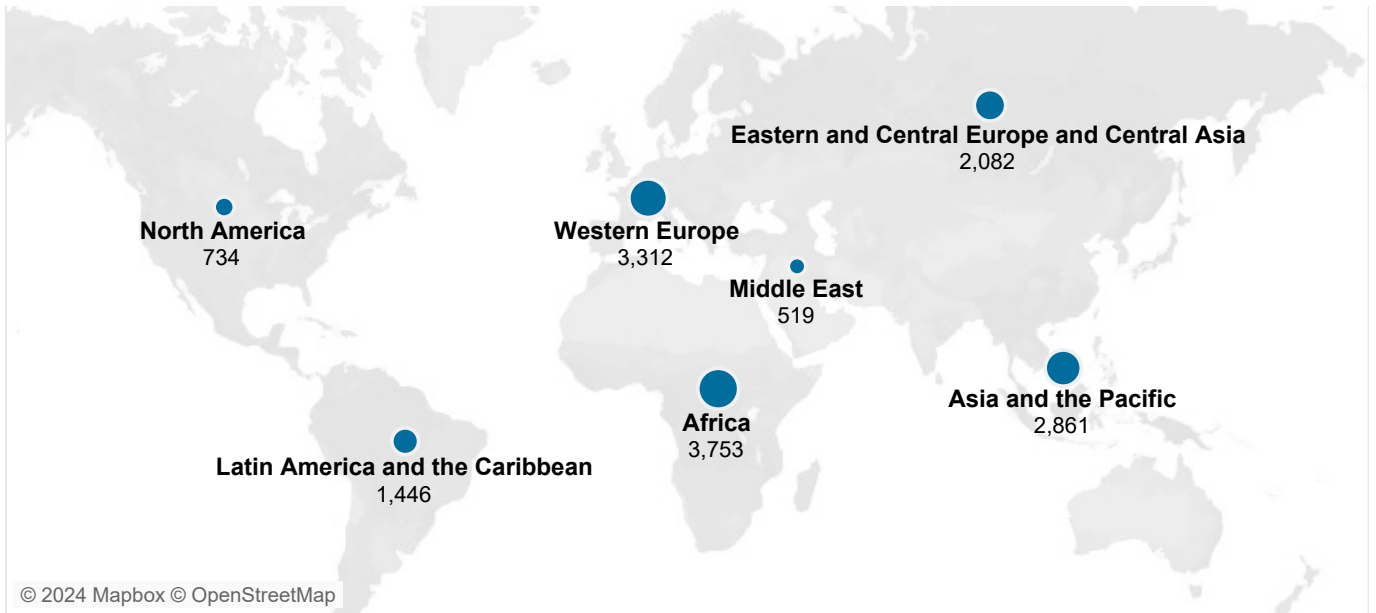 Eastern and Central Europe and Central Asia
2,082
North America
734
Western Europe
3,312
Middle East
519
Asia and the Pacific
2,861
Africa
3,753
Latin America and the Caribbean
1,446
© 2024 Mapbox © OpenStreetMap